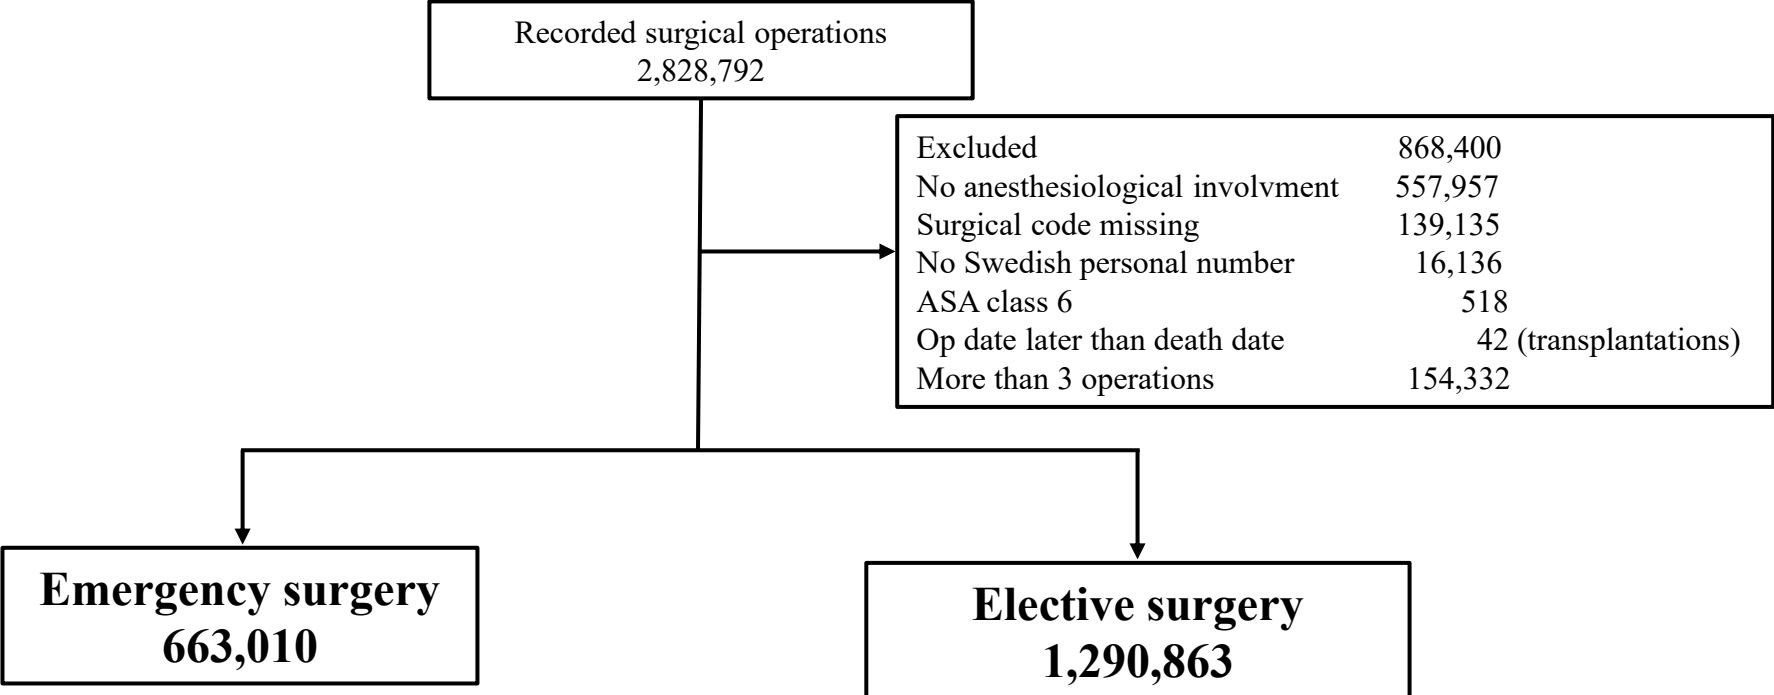 Recorded surgical operations
2,828,792
Excluded 868,400
No anesthesiological involvment 557,957
Surgical code missing 139,135
No Swedish personal number 16,136
ASA class 6 518
Op date later than death date 42 (transplantations)
More than 3 operations 154,332
Emergency surgery
663,010
Elective surgery
1,290,863